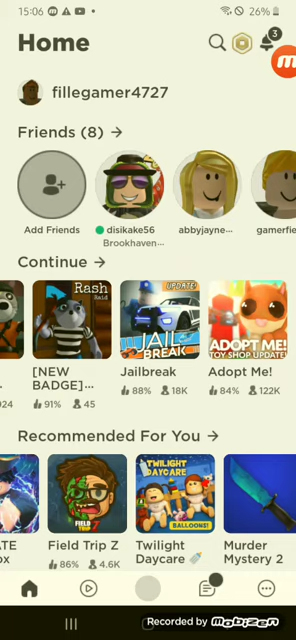 15:06
26%
Home
3
fillegamer4727
Friends (8) →
Add Friends
disikake56
Brookhaven...
abbyjayne...
gamerfie
Continue →
Rash
Raid
UPDATE!
JAIL
BREAK
ADOPT ME!
TOY SHOP UPDATE!
[NEW
BADGE]...
Jailbreak
Adopt Me!
924
91% 45
88% 18K
84% 122K
Recommended For You →
FIELD
TRIP Z
TWILIGHT
DAYCARE
BALLOONS!
Field Trip Z
Twilight
Daycare 🍼
Murder
Mystery 2
86% 4.6K
Recorded by Mobizen